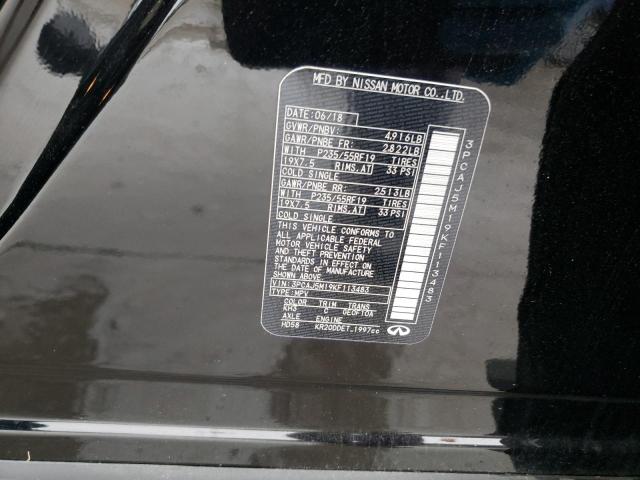 MFD BY NISSAN MOTOR CO.,LTD.
DATE:06/18
GVWR/PNBV: 4916LB
GAWR/PNBE FR: 2822LB
WITH P235/55RF19 TIRES
19X7.5 RIMS,AT 33 PSI
COLD SINGLE
GAWR/PNBE RR: 2513LB
WITH P235/55RF19 TIRES
19X7.5 RIMS,AT 33 PSI
COLD SINGLE
THIS VEHICLE CONFORMS TO
ALL APPLICABLE FEDERAL
MOTOR VEHICLE SAFETY
AND THEFT PREVENTION
STANDARDS IN EFFECT ON
THE DATE OF MANUFACTURE
SHOWN ABOVE.
VIN:3PCAJ5M19KF113483
TYPE:MPV
COLOR TRIM TRANS
KH3 C GE0F10A
AXLE ENGINE
HD58 KR20DDET 1997cc
3PCAJ5M19KF113483